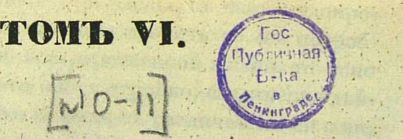 ТОМЪ VI.
Гос.
Публичная
Б-ка
в
Ленинграде
[№ 0-11]